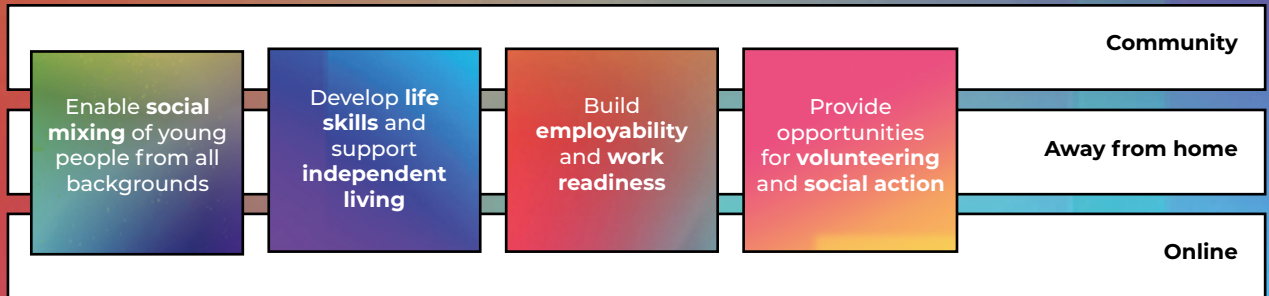 Community
Enable social
mixing of young
people from all
backgrounds
Develop life
skills and
support
independent
living
Build
employability
and work
readiness
Provide
opportunities
for volunteering
and social action
Away from home
Online